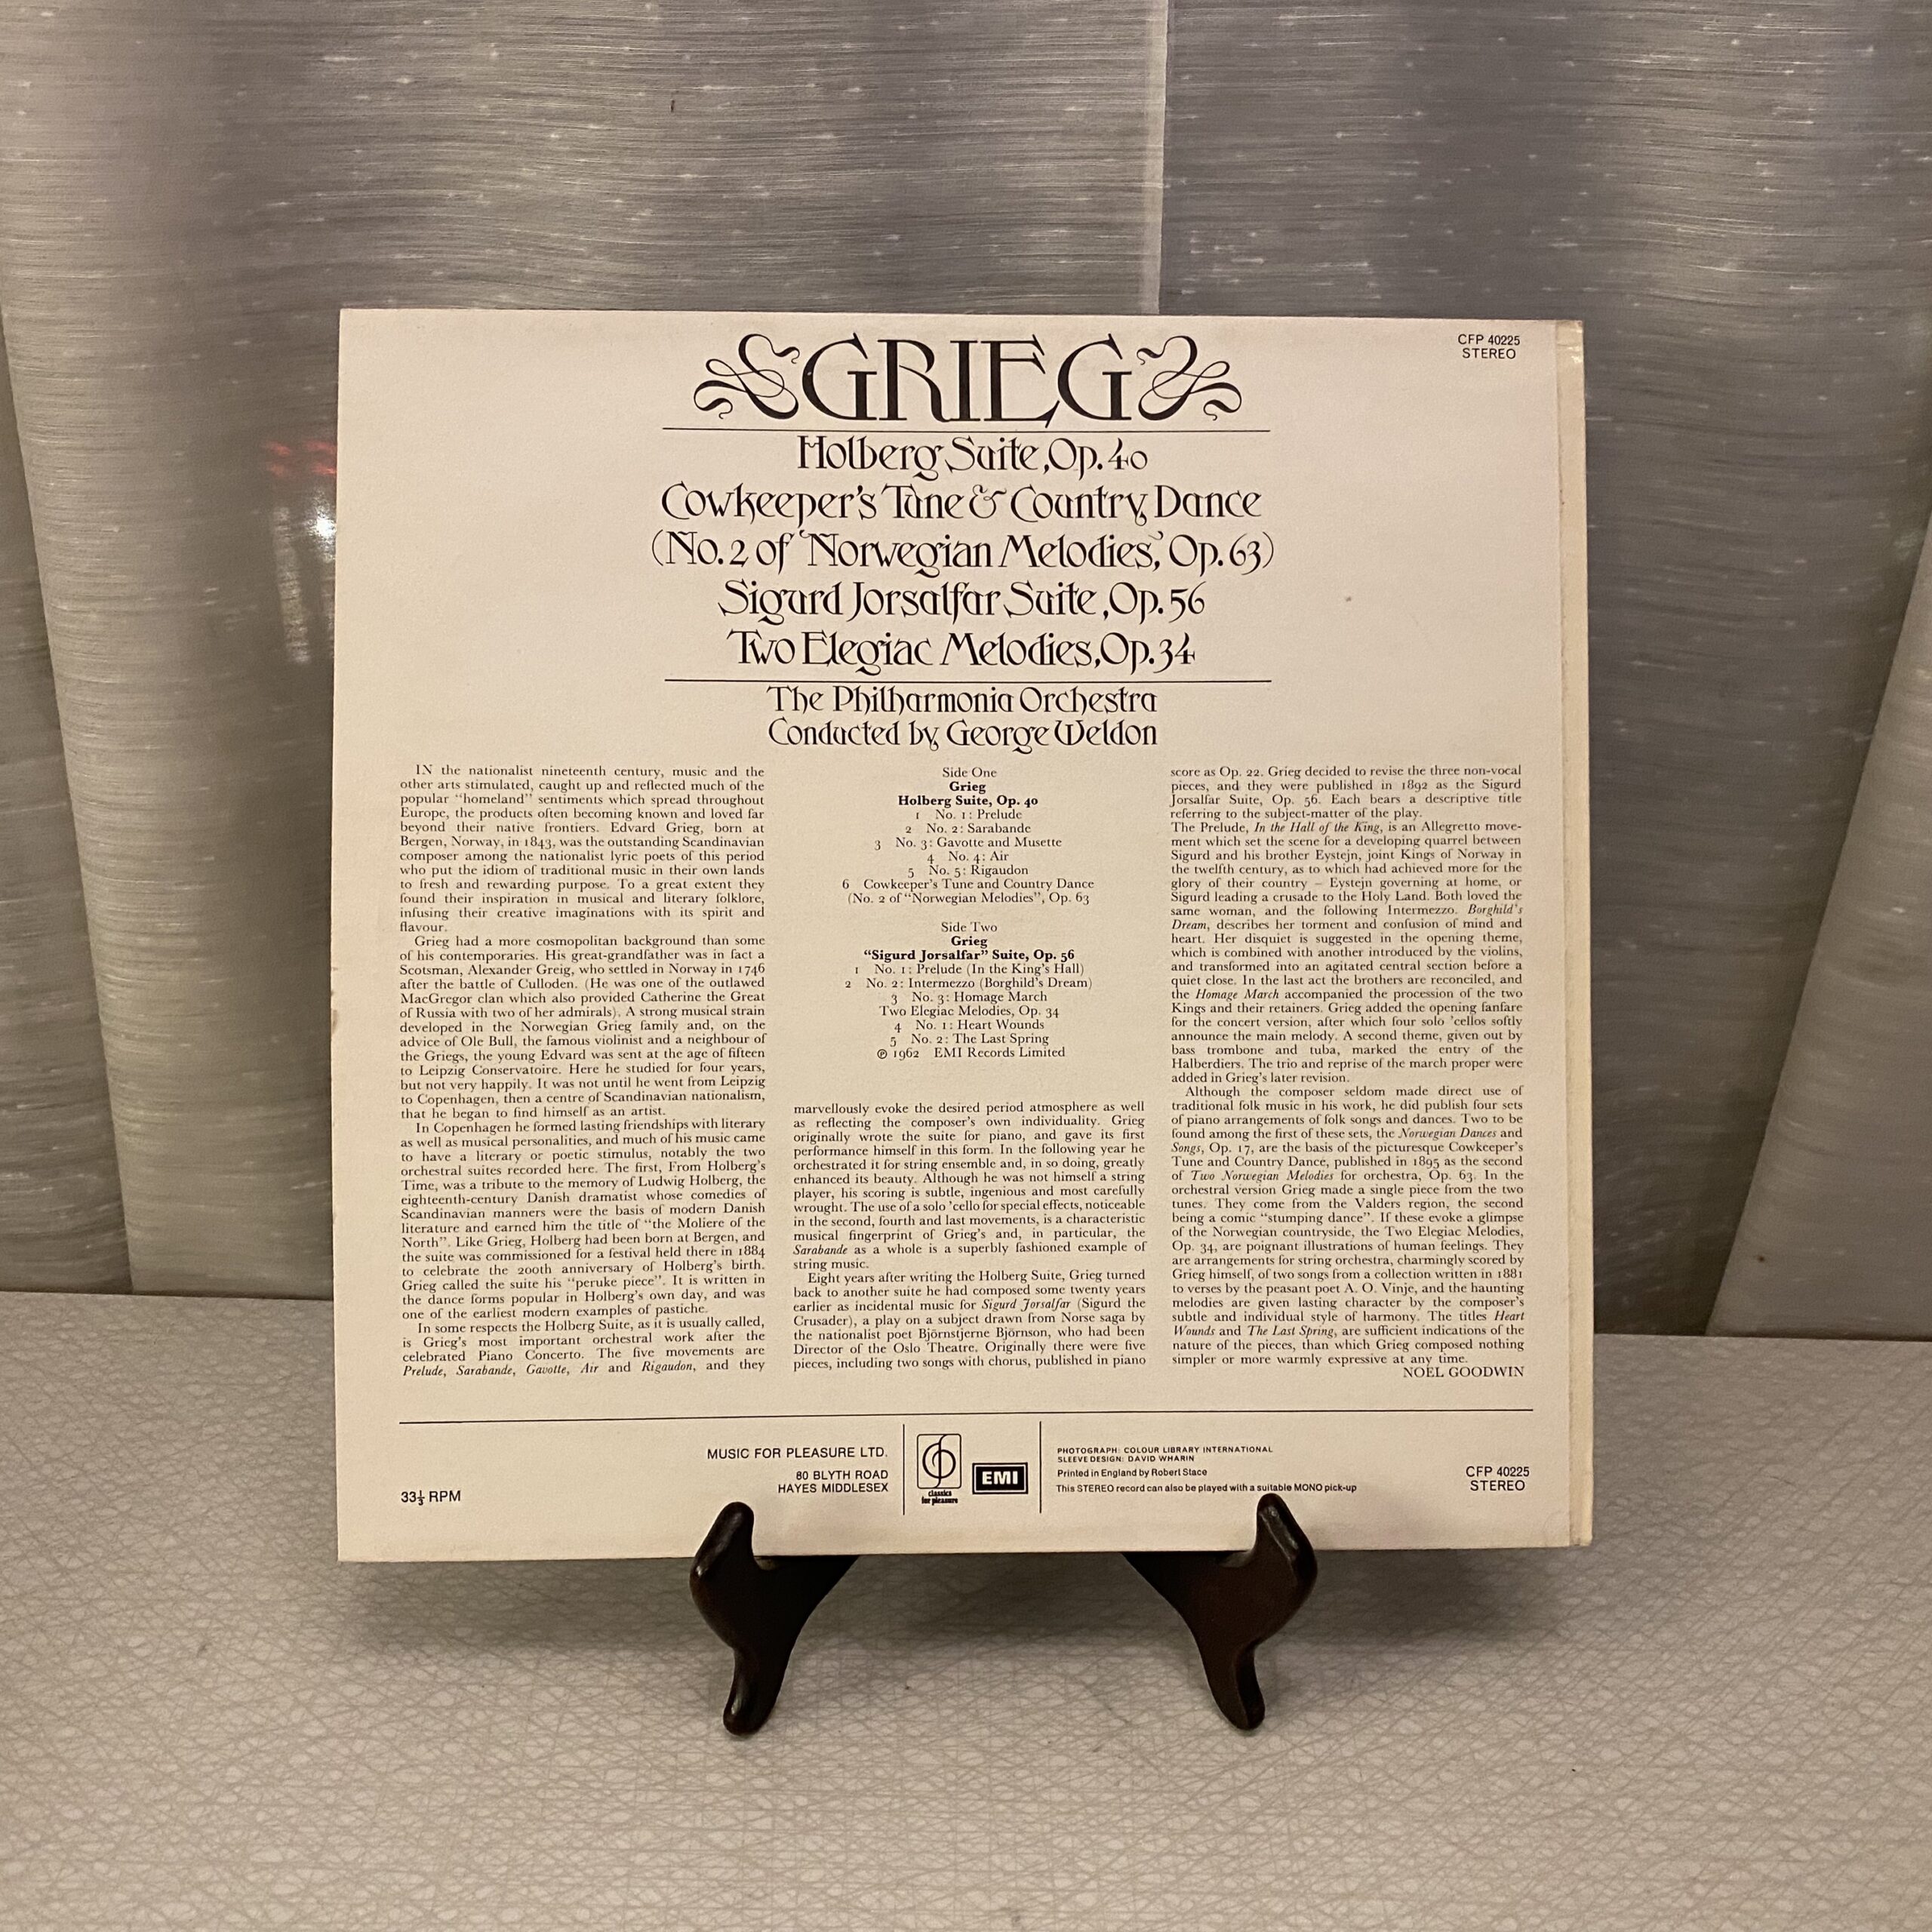 GRIEG
CFP 40225
STEREO
Holberg Suite, Op. 40
Cowkeeper's Tune & Country Dance
(No. 2 of 'Norwegian Melodies,' Op. 63)
Sigurd Jorsalfar Suite, Op. 56
Two Elegiac Melodies, Op. 34
The Philharmonia Orchestra
Conducted by George Weldon
IN the nationalist nineteenth century, music and the
other arts stimulated, caught up and reflected much of the
popular "homeland" sentiments which spread throughout
Europe, the products often becoming known and loved far
beyond their native frontiers. Edvard Grieg, born at
Bergen, Norway, in 1843, was the outstanding Scandinavian
composer among the nationalist lyric poets of this period
who put the idiom of traditional music in their own lands
to fresh and rewarding purpose. To a great extent they
found their inspiration in musical and literary folklore,
infusing their creative imaginations with its spirit and
flavour.
Grieg had a more cosmopolitan background than some
of his contemporaries. His great-grandfather was in fact a
Scotsman, Alexander Greig, who settled in Norway in 1746
after the battle of Culloden. (He was one of the outlawed
MacGregor clan which also provided Catherine the Great
of Russia with two of her admirals). A strong musical strain
developed in the Norwegian Grieg family and, on the
advice of Ole Bull, the famous violinist and a neighbour of
the Griegs, the young Edvard was sent at the age of fifteen
to Leipzig Conservatoire. Here he studied for four years,
but not very happily. It was not until he went from Leipzig
to Copenhagen, then a centre of Scandinavian nationalism,
that he began to find himself as an artist.
In Copenhagen he formed lasting friendships with literary
as well as musical personalities, and much of his music came
to have a literary or poetic stimulus, notably the two
orchestral suites recorded here. The first, From Holberg's
Time, was a tribute to the memory of Ludwig Holberg, the
eighteenth-century Danish dramatist whose comedies of
Scandinavian manners were the basis of modern Danish
literature and earned him the title of "the Moliere of the
North". Like Grieg, Holberg had been born at Bergen, and
the suite was commissioned for a festival held there in 1884
to celebrate the 200th anniversary of Holberg's birth.
Grieg called the suite his "peruke piece". It is written in
the dance forms popular in Holberg's own day, and was
one of the earliest modern examples of pastiche.
In some respects the Holberg Suite, as it is usually called,
is Grieg's most important orchestral work after the
celebrated Piano Concerto. The five movements are
Prelude, Sarabande, Gavotte, Air and Rigaudon, and they
Side One
Grieg
Holberg Suite, Op. 40
1 No. 1: Prelude
2 No. 2: Sarabande
3 No. 3: Gavotte and Musette
4 No. 4: Air
5 No. 5: Rigaudon
6 Cowkeeper's Tune and Country Dance
(No. 2 of "Norwegian Melodies", Op. 63
Side Two
Grieg
"Sigurd Jorsalfar" Suite, Op. 56
1 No. 1: Prelude (In the King's Hall)
2 No. 2: Intermezzo (Borghild's Dream)
3 No. 3: Homage March
Two Elegiac Melodies, Op. 34
4 No. 1: Heart Wounds
5 No. 2: The Last Spring
℗ 1962 EMI Records Limited
marvellously evoke the desired period atmosphere as well
as reflecting the composer's own individuality. Grieg
originally wrote the suite for piano, and gave its first
performance himself in this form. In the following year he
orchestrated it for string ensemble and, in so doing, greatly
enhanced its beauty. Although he was not himself a string
player, his scoring is subtle, ingenious and most carefully
wrought. The use of a solo 'cello for special effects, noticeable
in the second, fourth and last movements, is a characteristic
musical fingerprint of Grieg's and, in particular, the
Sarabande as a whole is a superbly fashioned example of
string music.
Eight years after writing the Holberg Suite, Grieg turned
back to another suite he had composed some twenty years
earlier as incidental music for Sigurd Jorsalfar (Sigurd the
Crusader), a play on a subject drawn from Norse saga by
the nationalist poet Björnstjerne Björnson, who had been
Director of the Oslo Theatre. Originally there were five
pieces, including two songs with chorus, published in piano
score as Op. 22. Grieg decided to revise the three non-vocal
pieces, and they were published in 1892 as the Sigurd
Jorsalfar Suite, Op. 56. Each bears a descriptive title
referring to the subject-matter of the play.
The Prelude, In the Hall of the King, is an Allegretto move-
ment which set the scene for a developing quarrel between
Sigurd and his brother Eystejn, joint Kings of Norway in
the twelfth century, as to which had achieved more for the
glory of their country – Eystejn governing at home, or
Sigurd leading a crusade to the Holy Land. Both loved the
same woman, and the following Intermezzo. Borghild's
Dream, describes her torment and confusion of mind and
heart. Her disquiet is suggested in the opening theme,
which is combined with another introduced by the violins,
and transformed into an agitated central section before a
quiet close. In the last act the brothers are reconciled, and
the Homage March accompanied the procession of the two
Kings and their retainers. Grieg added the opening fanfare
for the concert version, after which four solo 'cellos softly
announce the main melody. A second theme, given out by
bass trombone and tuba, marked the entry of the
Halberdiers. The trio and reprise of the march proper were
added in Grieg's later revision.
Although the composer seldom made direct use of
traditional folk music in his work, he did publish four sets
of piano arrangements of folk songs and dances. Two to be
found among the first of these sets, the Norwegian Dances and
Songs, Op. 17, are the basis of the picturesque Cowkeeper's
Tune and Country Dance, published in 1895 as the second
of Two Norwegian Melodies for orchestra, Op. 63. In the
orchestral version Grieg made a single piece from the two
tunes. They come from the Valders region, the second
being a comic "stumping dance". If these evoke a glimpse
of the Norwegian countryside, the Two Elegiac Melodies,
Op. 34, are poignant illustrations of human feelings. They
are arrangements for string orchestra, charmingly scored by
Grieg himself, of two songs from a collection written in 1881
to verses by the peasant poet A. O. Vinje, and the haunting
melodies are given lasting character by the composer's
subtle and individual style of harmony. The titles Heart
Wounds and The Last Spring, are sufficient indications of the
nature of the pieces, than which Grieg composed nothing
simpler or more warmly expressive at any time.
NOEL GOODWIN
33⅓ RPM
MUSIC FOR PLEASURE LTD.
80 BLYTH ROAD
HAYES MIDDLESEX
classics
for pleasure
EMI
PHOTOGRAPH: COLOUR LIBRARY INTERNATIONAL
SLEEVE DESIGN: DAVID WHARIN
Printed in England by Robert Stace
This STEREO record can also be played with a suitable MONO pick-up
CFP 40225
STEREO